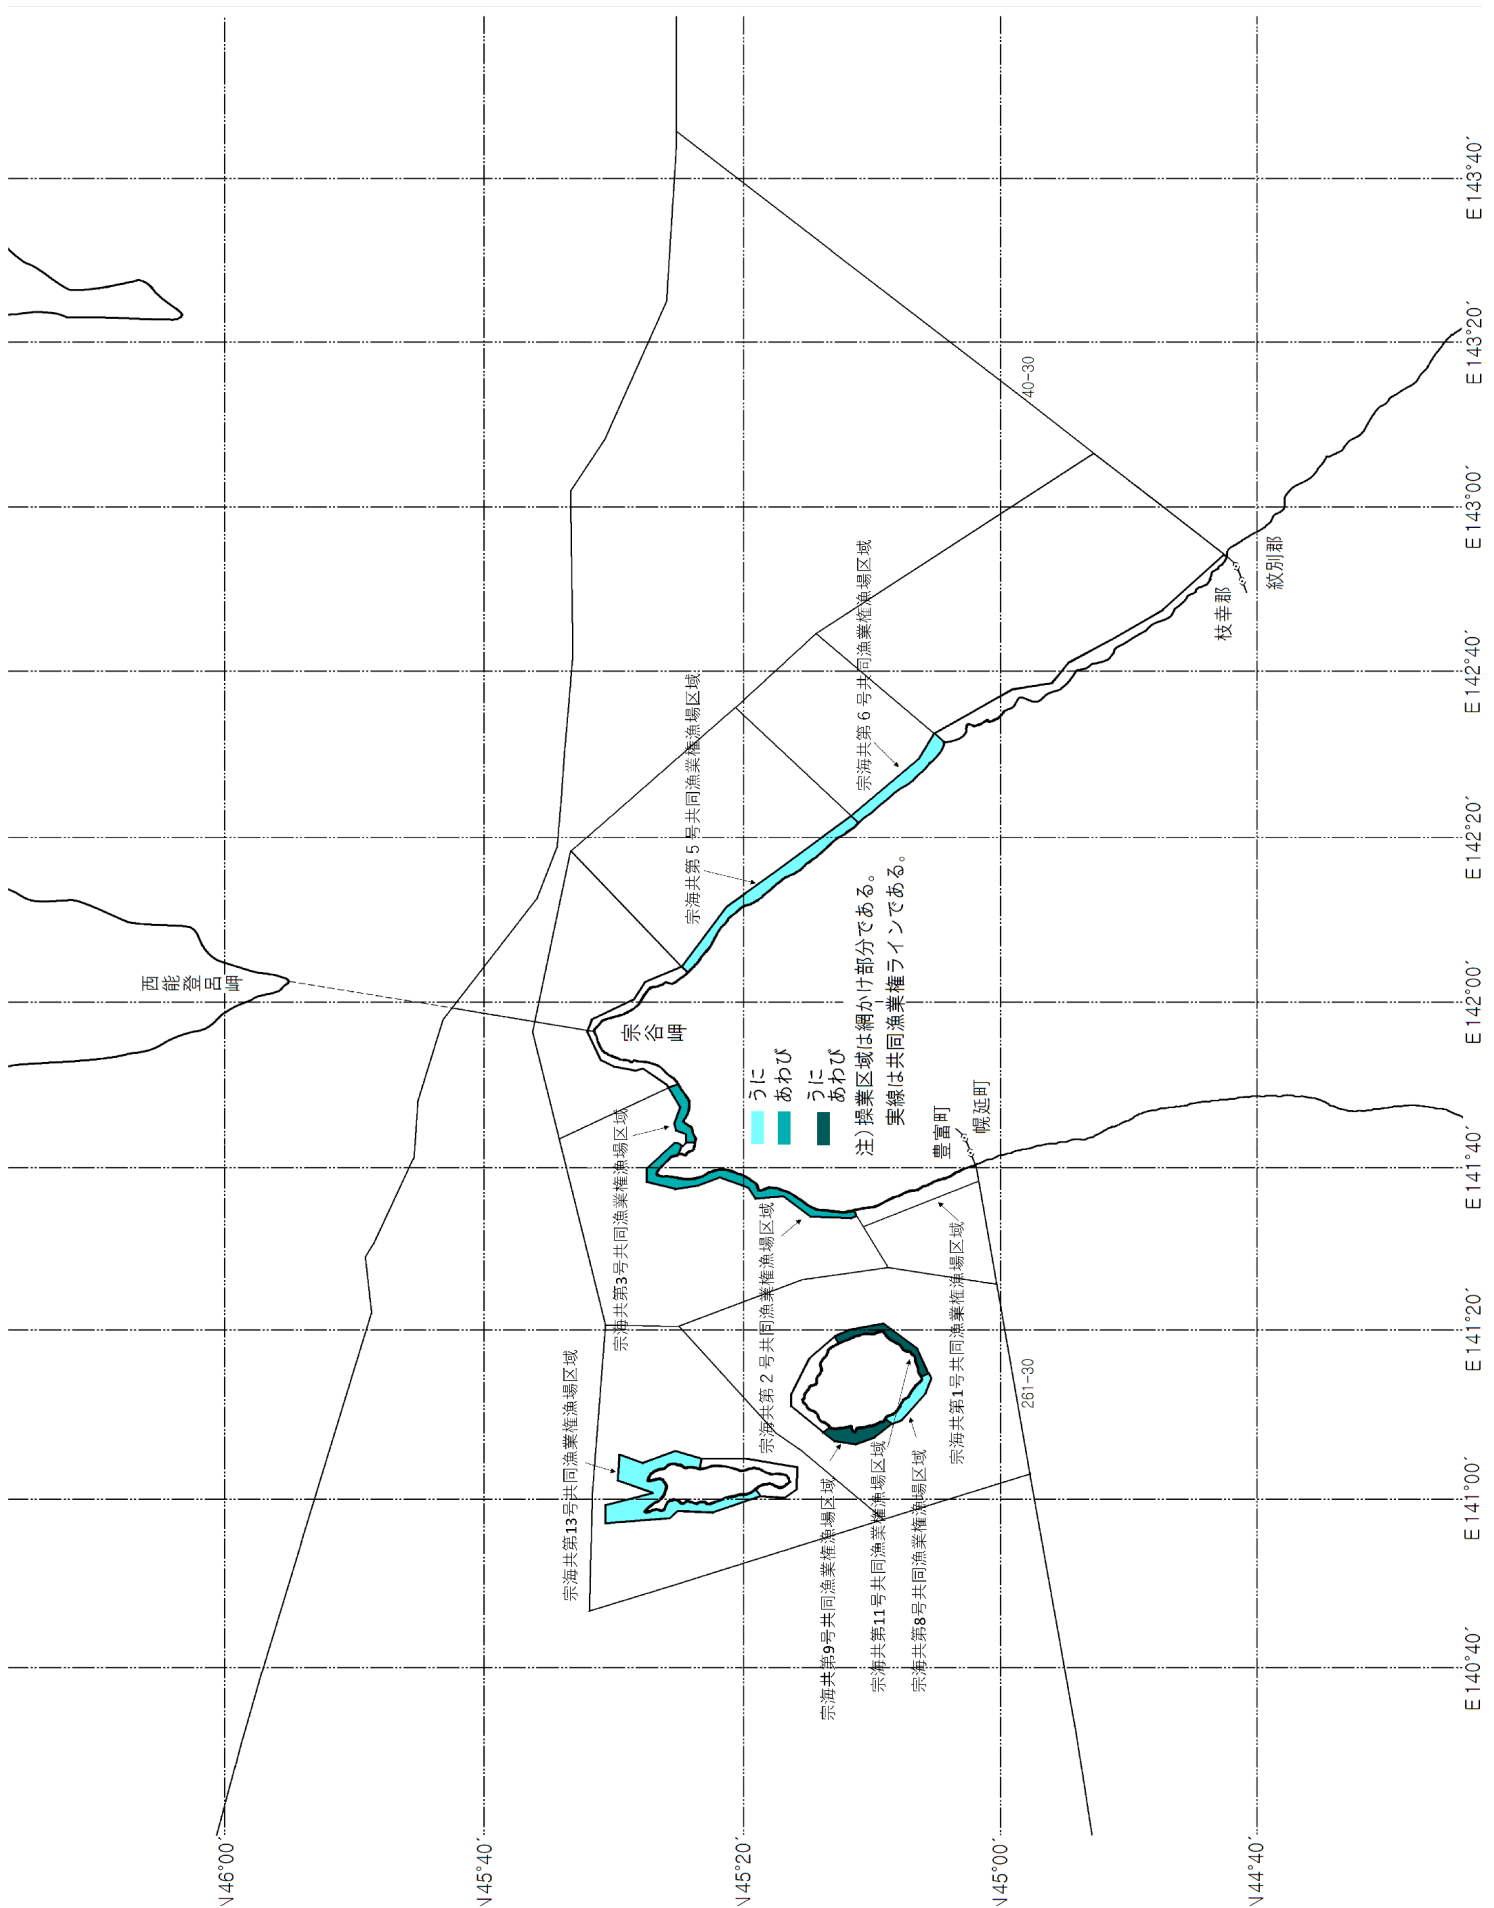 西能登呂岬
宗谷岬
宗海共第５号共同漁業権漁場区域
宗海共第６号共同漁業権漁場区域
宗海共第3号共同漁業権漁場区域
宗海共第２号共同漁業権漁場区域
宗海共第1号共同漁業権漁場区域
宗海共第13号共同漁業権漁場区域
宗海共第9号共同漁業権漁場区域
宗海共第11号共同漁業権漁場区域
宗海共第8号共同漁業権漁場区域
うに
あわび
うに
あわび
注）操業区域は網かけ部分である。
実線は共同漁業権ラインである。
豊富町
幌延町
枝幸郡
紋別郡
40-30
261-30
N46°00′
N45°40′
N45°20′
N45°00′
N44°40′
E143°40′
E143°20′
E143°00′
E142°40′
E142°20′
E142°00′
E141°40′
E141°20′
E141°00′
E140°40′